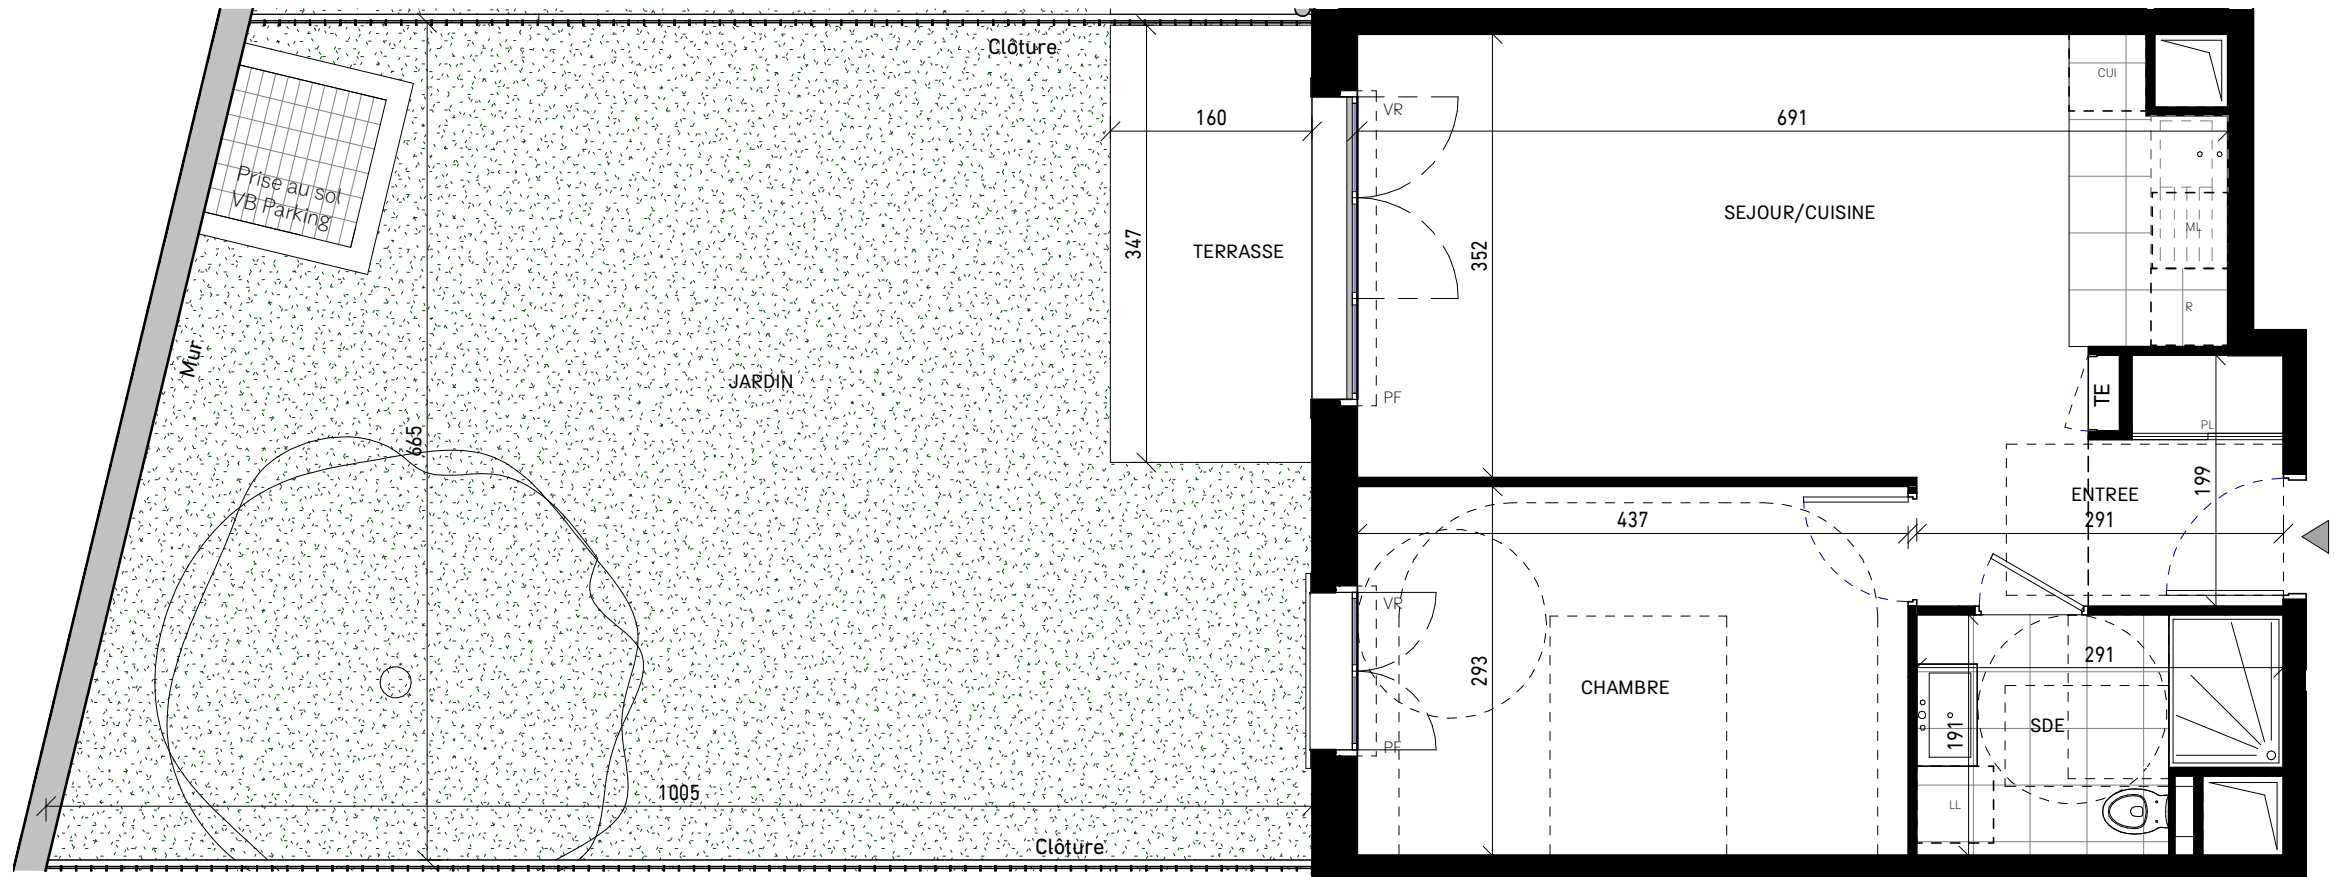 Clôture
CUI
VR
160
691
Prise au sol
VB Parking
SEJOUR/CUISINE
ML
347
TERRASSE
352
R
Mur
JARDIN
PF
TE
PL
665
199
ENTREE
437
291
VR
293
CHAMBRE
291
191°
SDE
PF
1005
LL
Clôture